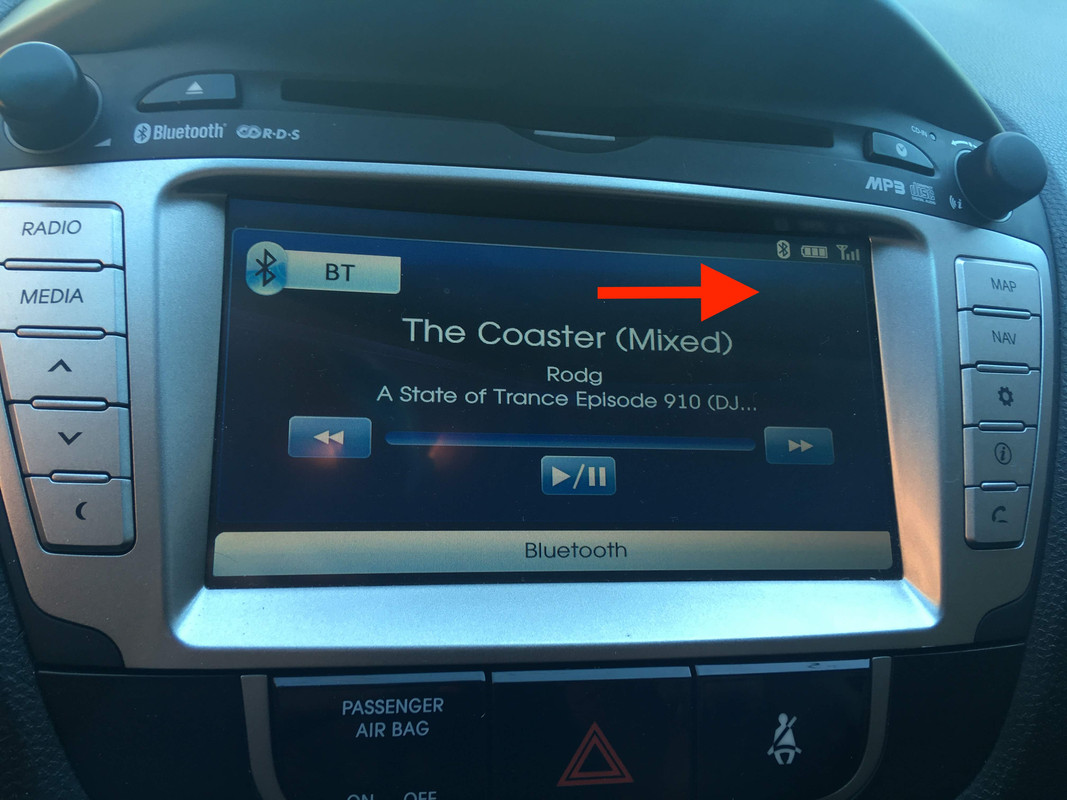 Bluetooth R·D·S
CD-IN
MP3
RADIO
MEDIA
BT
The Coaster (Mixed)
Rodg
A State of Trance Episode 910 (DJ...
Bluetooth
MAP
NAV
PASSENGER
AIR BAG
ON OFF